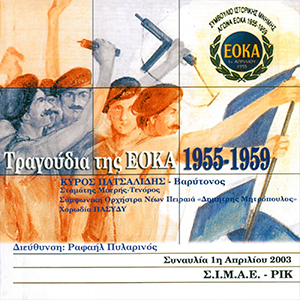 ΣΥΜΒΟΥΛΙΟ ΙΣΤΟΡΙΚΗΣ ΜΝΗΜΗΣ
ΑΓΩΝΑ ΕΟΚΑ 1955-1959
ΕΟΚΑ
1η ΑΠΡΙΛΙΟΥ
1955
Τραγούδια της ΕΟΚΑ 1955-1959
ΚΥΡΟΣ ΠΑΤΣΑΛΙΔΗΣ - Βαρύτονος
Σταμάτης Μπερής-Τενόρος
Συμφωνική Ορχήστρα Νέων Πειραιά «Δημήτρης Μητρόπουλος»
Χορωδία ΠΑΣΥΔΥ
Διεύθυνση: Ραφαήλ Πυλαρινός
Συναυλία 1η Απριλίου 2003
Σ.Ι.Μ.Α.Ε. - ΡΙΚ